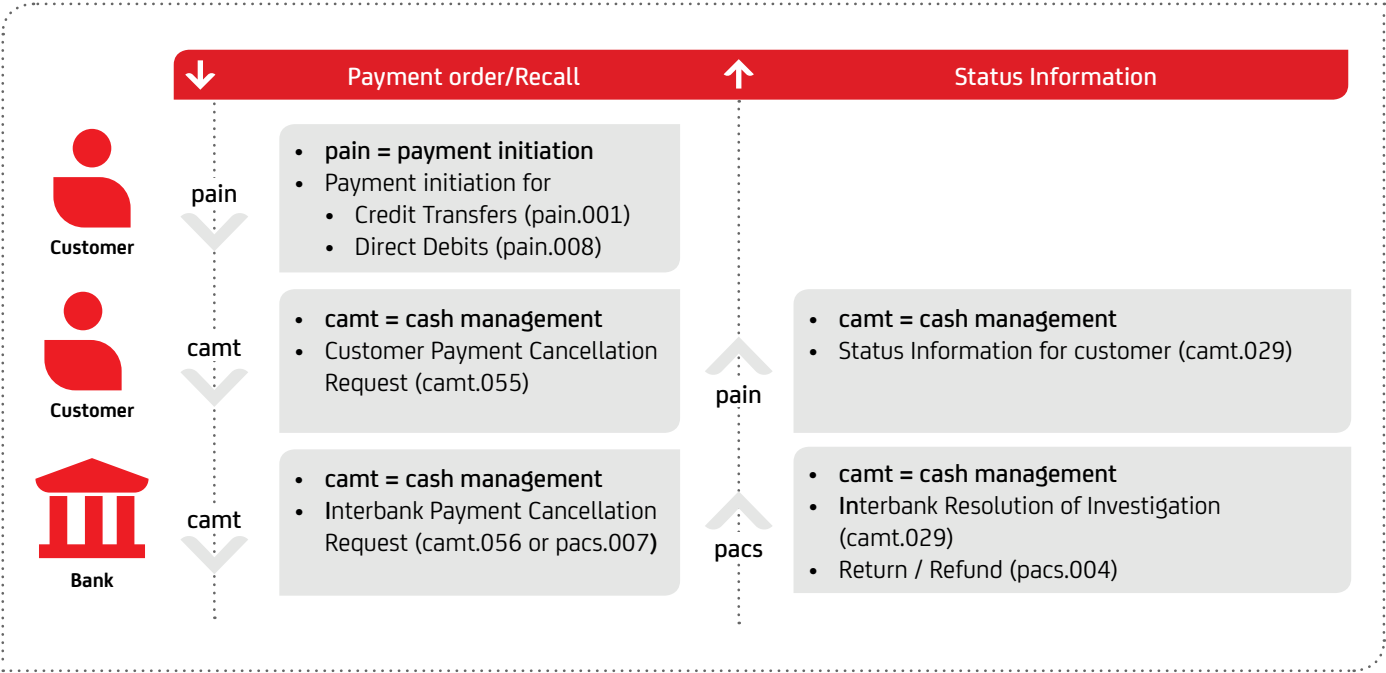 Payment order/Recall
Status Information
Customer
pain
• pain = payment initiation
• Payment initiation for
• Credit Transfers (pain.001)
• Direct Debits (pain.008)
Customer
camt
• camt = cash management
• Customer Payment Cancellation
Request (camt.055)
pain
• camt = cash management
• Status Information for customer (camt.029)
Bank
camt
• camt = cash management
• Interbank Payment Cancellation
Request (camt.056 or pacs.007)
pacs
• camt = cash management
• Interbank Resolution of Investigation
(camt.029)
• Return / Refund (pacs.004)